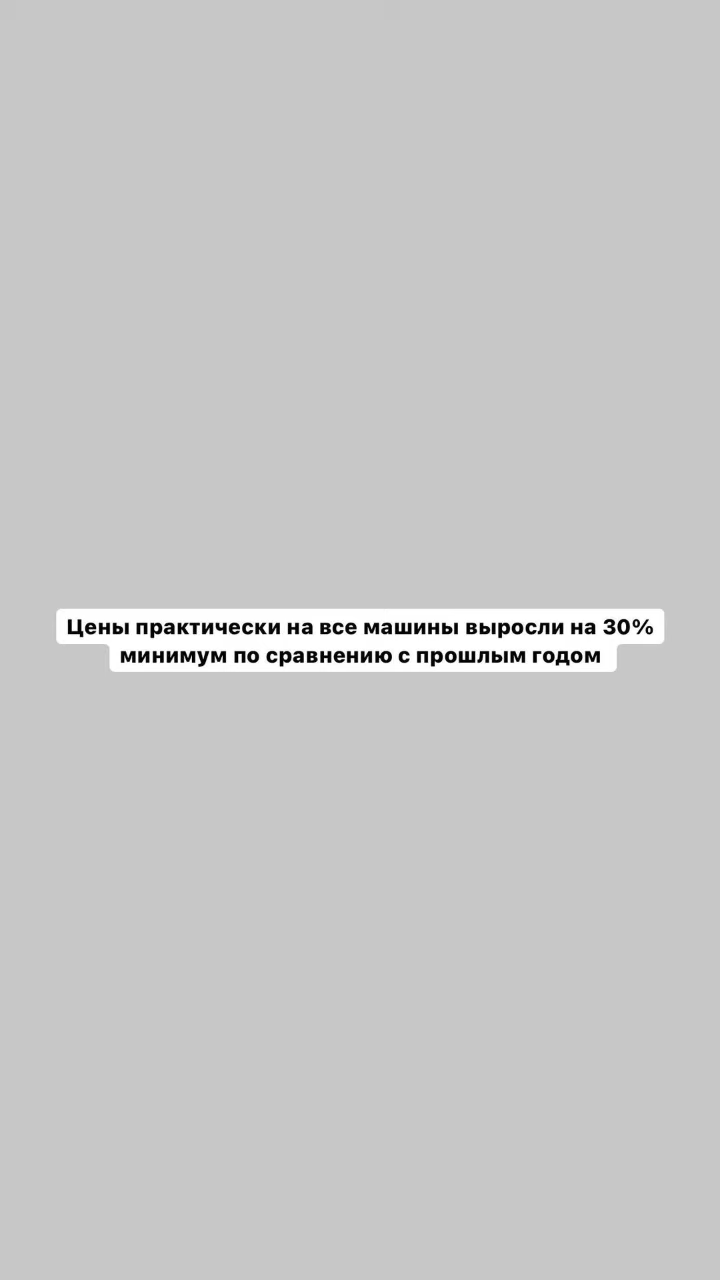 Цены практически на все машины выросли на 30%
минимум по сравнению с прошлым годом